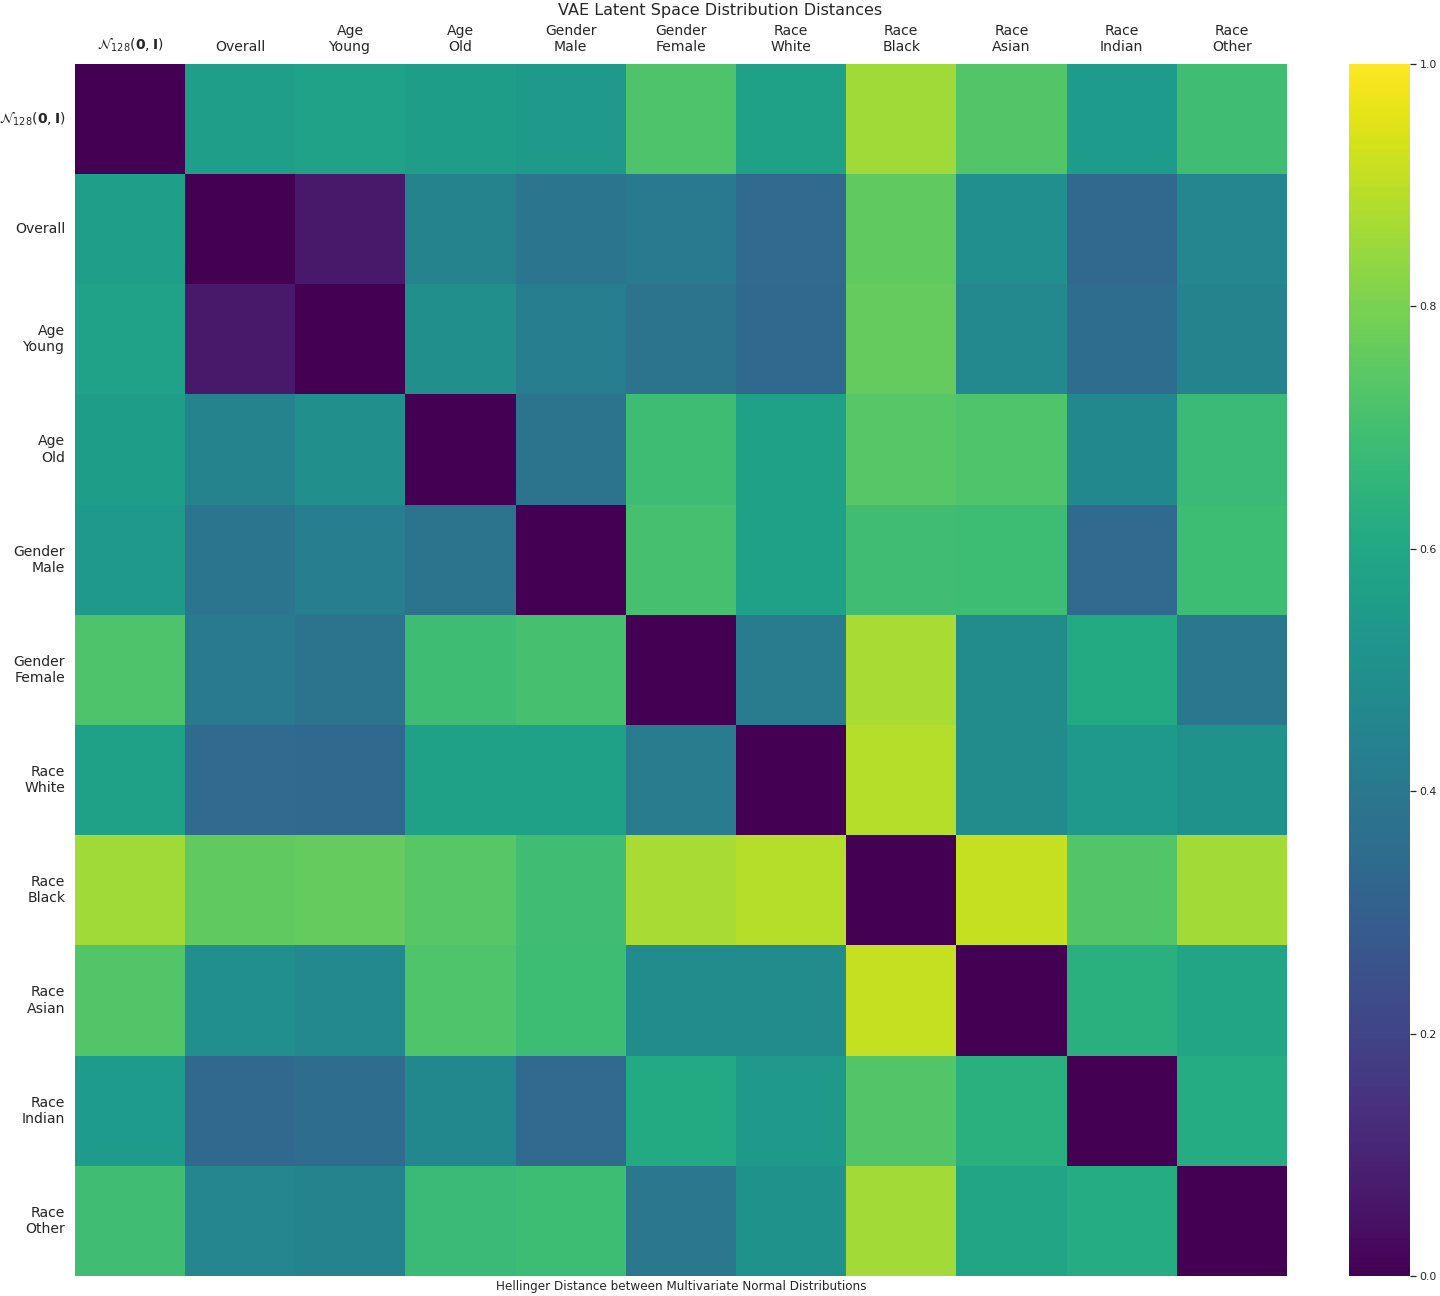 VAE Latent Space Distribution Distances
𝒩₁₂₈(𝟎, 𝐈)
Overall
Age
Young
Age
Old
Gender
Male
Gender
Female
Race
White
Race
Black
Race
Asian
Race
Indian
Race
Other
𝒩₁₂₈(𝟎, 𝐈)
Overall
Age
Young
Age
Old
Gender
Male
Gender
Female
Race
White
Race
Black
Race
Asian
Race
Indian
Race
Other
1.0
0.8
0.6
0.4
0.2
0.0
Hellinger Distance between Multivariate Normal Distributions